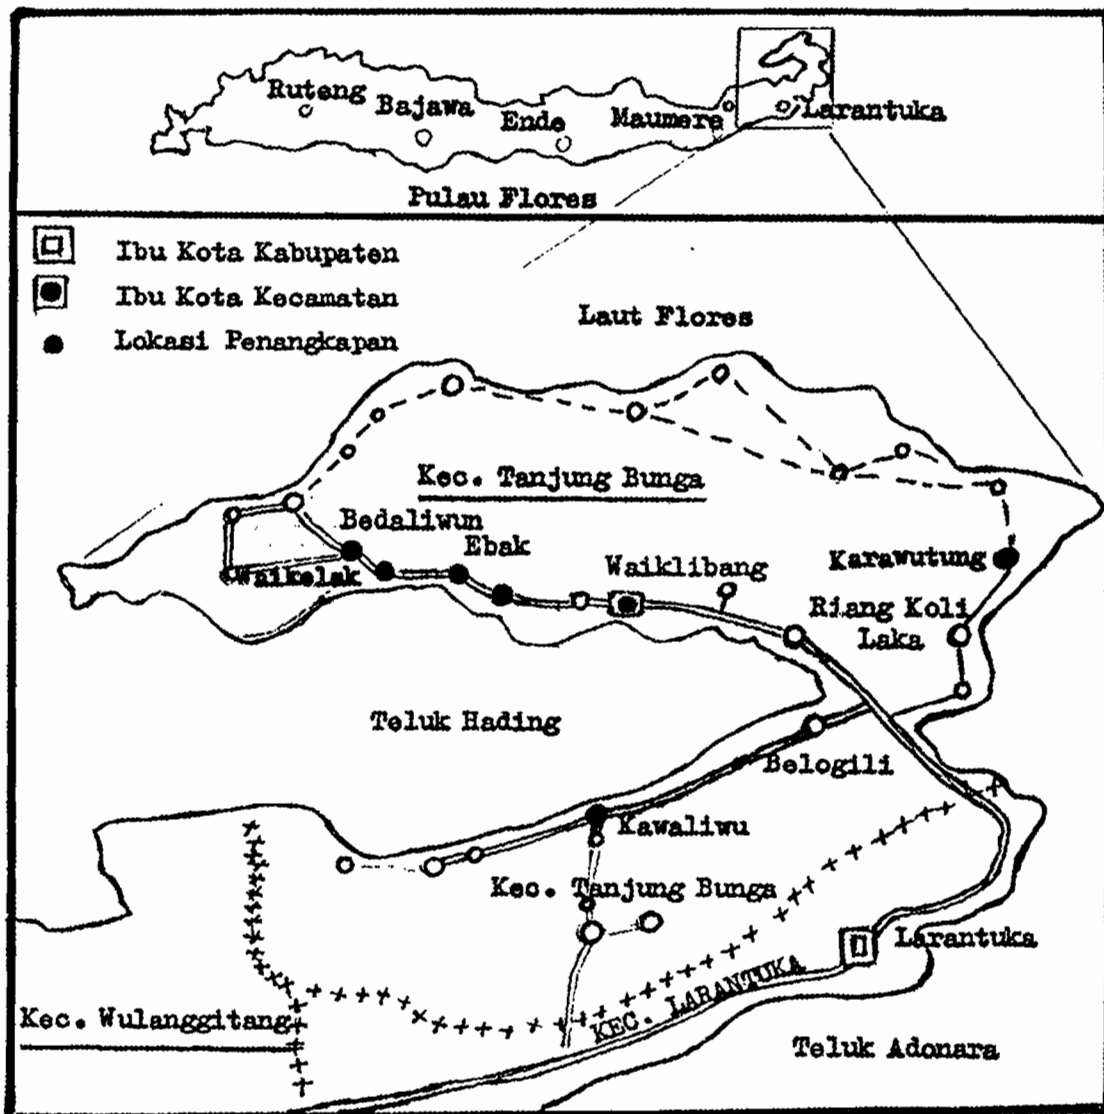 Ruteng
Bajawa
Ende
Maumere
Larantuka
Pulau Flores
Ibu Kota Kabupaten
Ibu Kota Kecamatan
Lokasi Penangkapan
Laut Flores
Kec. Tanjung Bunga
Bedaliwun
Ebak
Waikelak
Waiklibang
Karawutung
Riang Koli
Laka
Teluk Hading
Belogili
Kawaliwu
Kec. Tanjung Bunga
Larantuka
KEC. LARANTUKA
Kec. Wulanggitang
Teluk Adonara